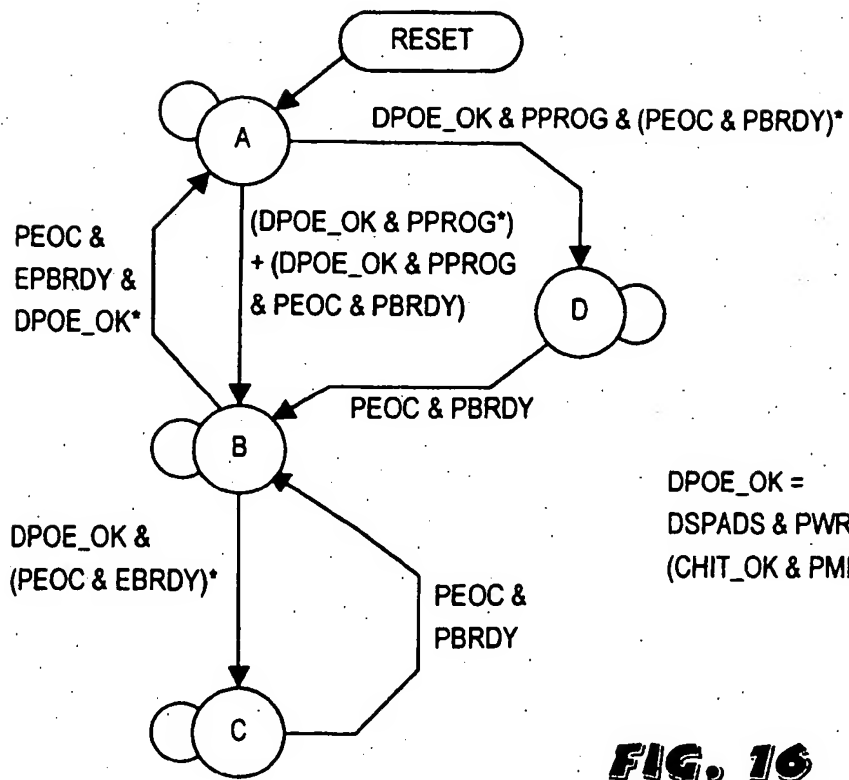 RESET
A
DPOE_OK & PPROG & (PEOC & PBRDY)*
PEOC &
EPBRDY &
DPOE_OK*
(DPOE_OK & PPROG*)
+ (DPOE_OK & PPROG
& PEOC & PBRDY)
D
PEOC & PBRDY
B
DPOE_OK =
DSPADS & PWR
(CHIT_OK & PM
DPOE_OK &
(PEOC & EBRDY)*
PEOC &
PBRDY
C
FIG. 16